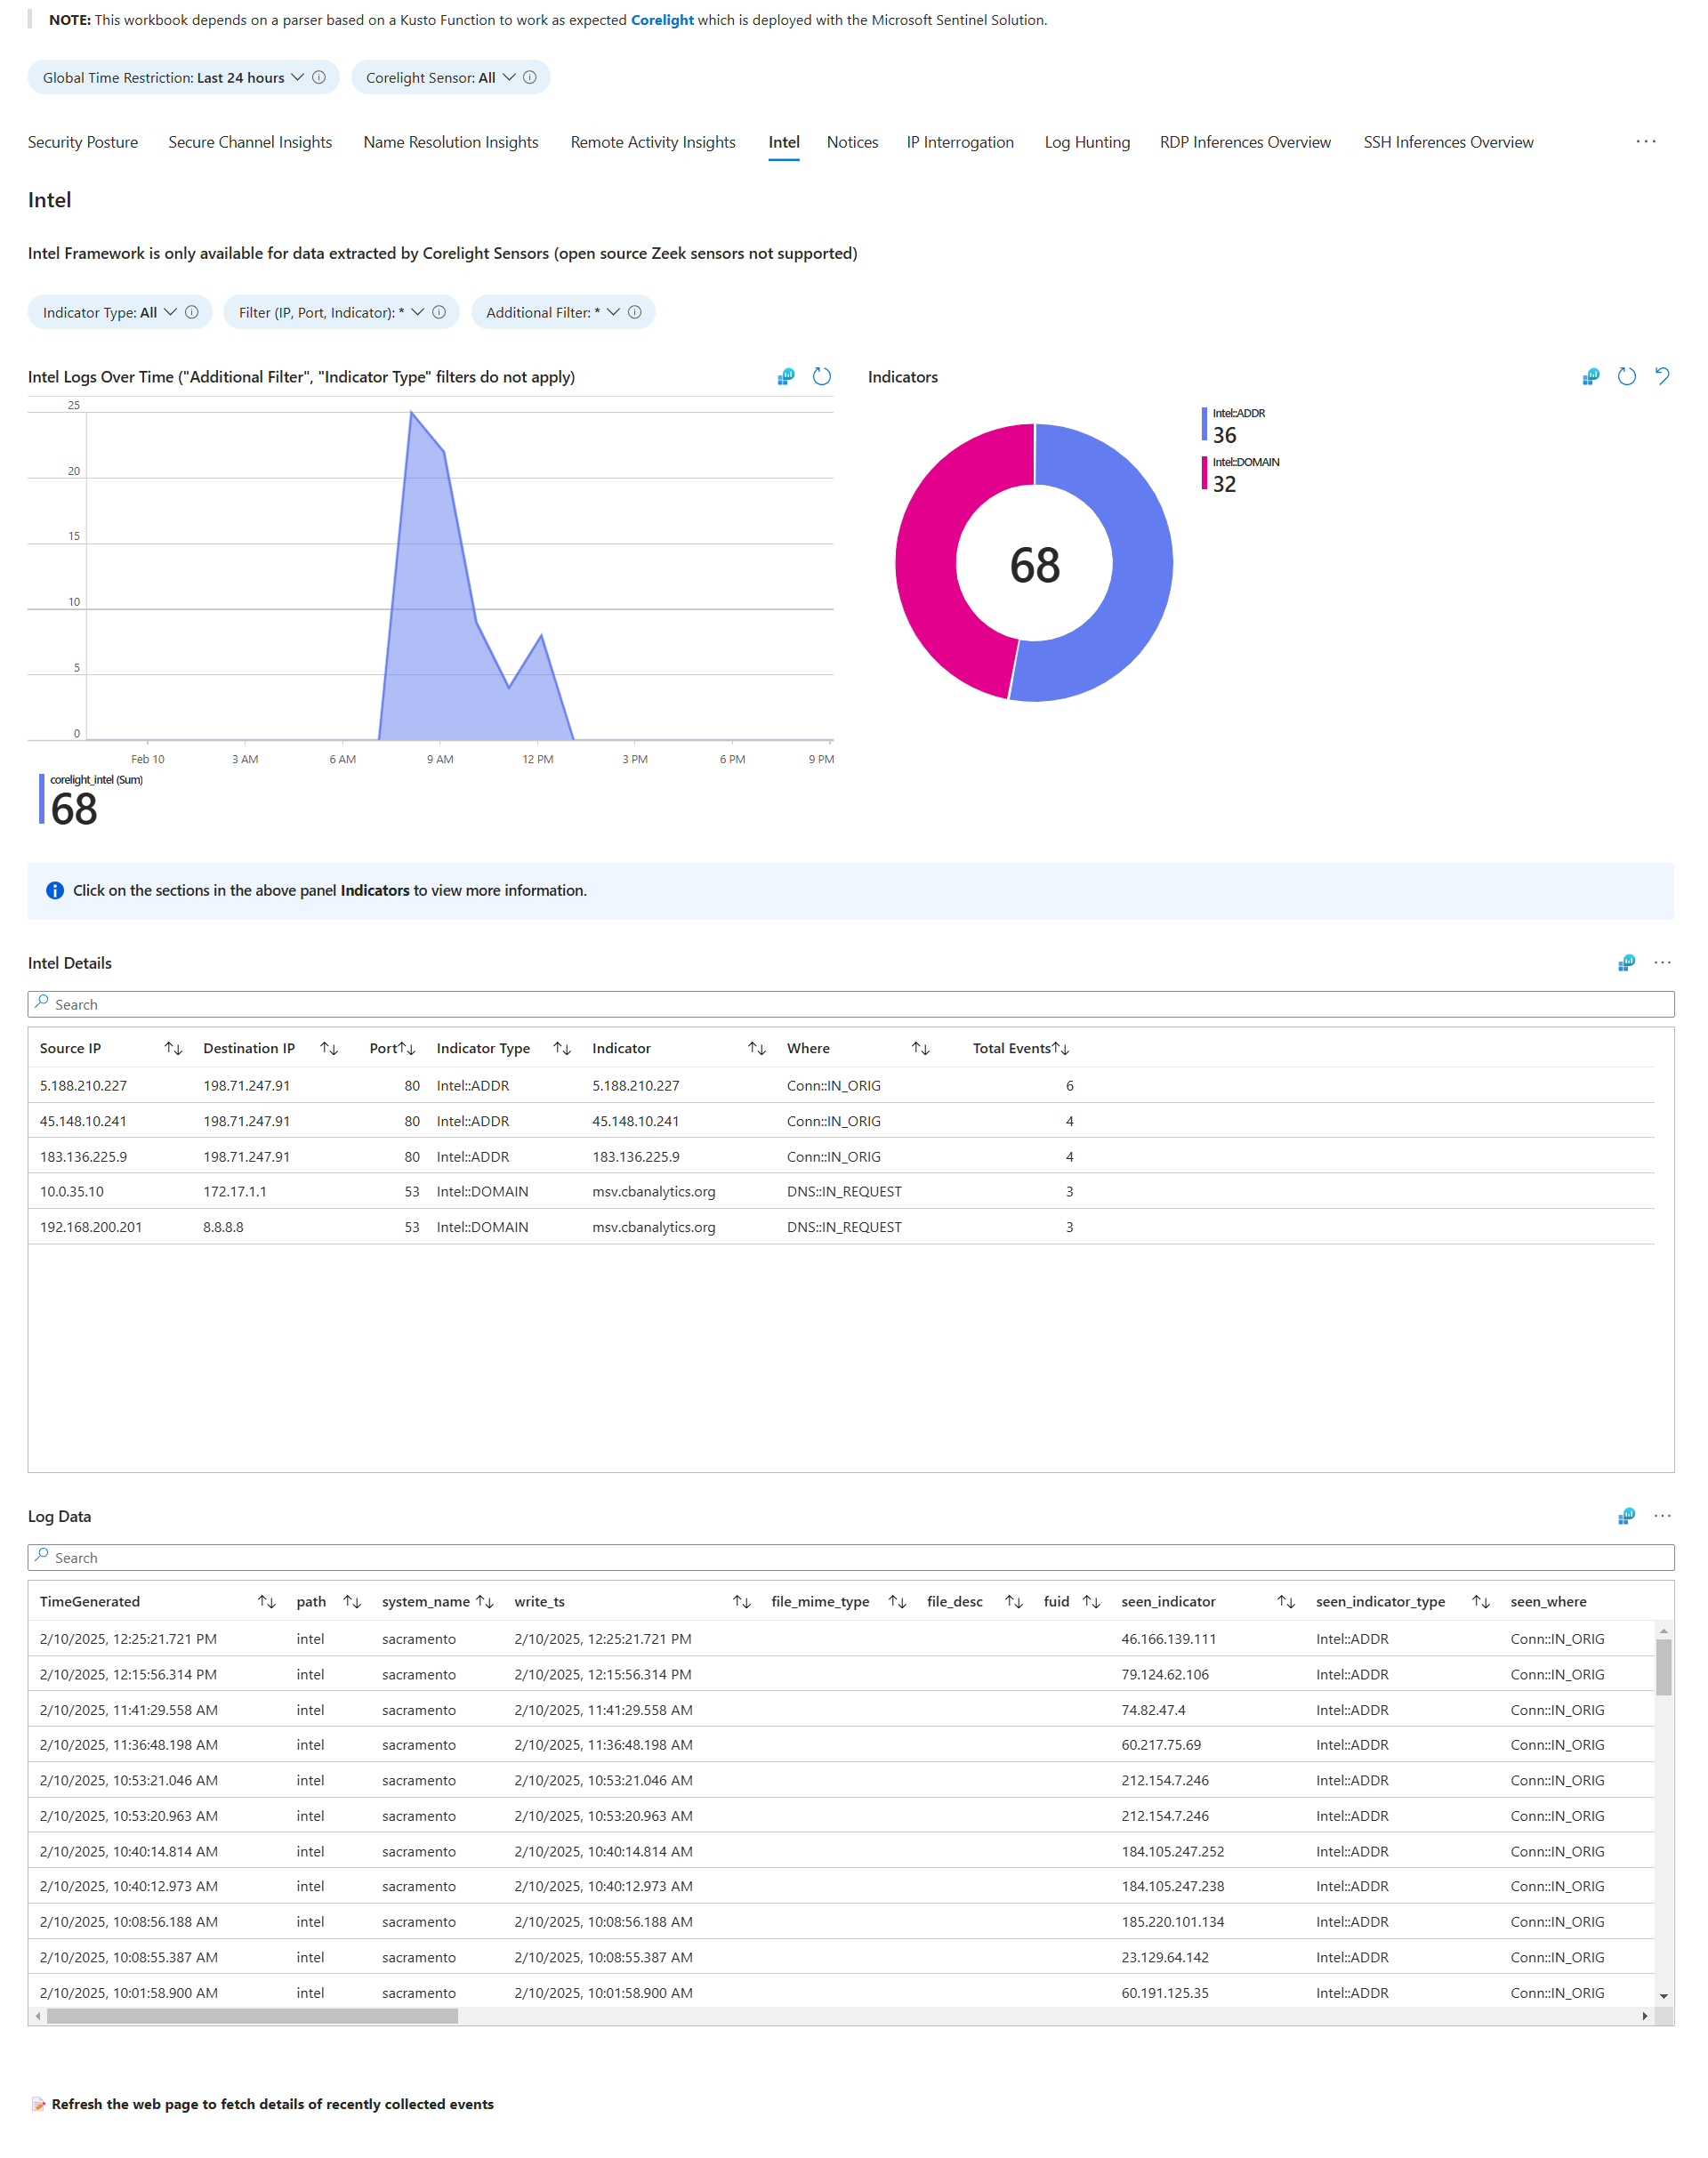 NOTE: This workbook depends on a parser based on a Kusto Function to work as expected Corelight which is deployed with the Microsoft Sentinel Solution.
Global Time Restriction: Last 24 hours
Corelight Sensor: All
Security Posture
Secure Channel Insights
Name Resolution Insights
Remote Activity Insights
Intel
Notices
IP Interrogation
Log Hunting
RDP Inferences Overview
SSH Inferences Overview
...
Intel
Intel Framework is only available for data extracted by Corelight Sensors (open source Zeek sensors not supported)
Indicator Type: All
Filter (IP, Port, Indicator): *
Additional Filter: *
Intel Logs Over Time ("Additional Filter", "Indicator Type" filters do not apply)
25
20
15
10
5
0
Feb 10 3 AM 6 AM 9 AM 12 PM 3 PM 6 PM 9 PM
corelight_intel (Sum)
68
Indicators
68
Intel::ADDR
36
Intel::DOMAIN
32
Click on the sections in the above panel Indicators to view more information.
Intel Details
Search
Source IP Destination IP Port Indicator Type Indicator Where Total Events
5.188.210.227 198.71.247.91 80 Intel::ADDR 5.188.210.227 Conn::IN_ORIG 6
45.148.10.241 198.71.247.91 80 Intel::ADDR 45.148.10.241 Conn::IN_ORIG 4
183.136.225.9 198.71.247.91 80 Intel::ADDR 183.136.225.9 Conn::IN_ORIG 4
10.0.35.10 172.17.1.1 53 Intel::DOMAIN msv.cbanalytics.org DNS::IN_REQUEST 3
192.168.200.201 8.8.8.8 53 Intel::DOMAIN msv.cbanalytics.org DNS::IN_REQUEST 3
Log Data
Search
TimeGenerated path system_name write_ts file_mime_type file_desc fuid seen_indicator seen_indicator_type seen_where
2/10/2025, 12:25:21.721 PM intel sacramento 2/10/2025, 12:25:21.721 PM 46.166.139.111 Intel::ADDR Conn::IN_ORIG
2/10/2025, 12:15:56.314 PM intel sacramento 2/10/2025, 12:15:56.314 PM 79.124.62.106 Intel::ADDR Conn::IN_ORIG
2/10/2025, 11:41:29.558 AM intel sacramento 2/10/2025, 11:41:29.558 AM 74.82.47.4 Intel::ADDR Conn::IN_ORIG
2/10/2025, 11:36:48.198 AM intel sacramento 2/10/2025, 11:36:48.198 AM 60.217.75.69 Intel::ADDR Conn::IN_ORIG
2/10/2025, 10:53:21.046 AM intel sacramento 2/10/2025, 10:53:21.046 AM 212.154.7.246 Intel::ADDR Conn::IN_ORIG
2/10/2025, 10:53:20.963 AM intel sacramento 2/10/2025, 10:53:20.963 AM 212.154.7.246 Intel::ADDR Conn::IN_ORIG
2/10/2025, 10:40:14.814 AM intel sacramento 2/10/2025, 10:40:14.814 AM 184.105.247.252 Intel::ADDR Conn::IN_ORIG
2/10/2025, 10:40:12.973 AM intel sacramento 2/10/2025, 10:40:12.973 AM 184.105.247.238 Intel::ADDR Conn::IN_ORIG
2/10/2025, 10:08:56.188 AM intel sacramento 2/10/2025, 10:08:56.188 AM 185.220.101.134 Intel::ADDR Conn::IN_ORIG
2/10/2025, 10:08:55.387 AM intel sacramento 2/10/2025, 10:08:55.387 AM 23.129.64.142 Intel::ADDR Conn::IN_ORIG
2/10/2025, 10:01:58.900 AM intel sacramento 2/10/2025, 10:01:58.900 AM 60.191.125.35 Intel::ADDR Conn::IN_ORIG
Refresh the web page to fetch details of recently collected events